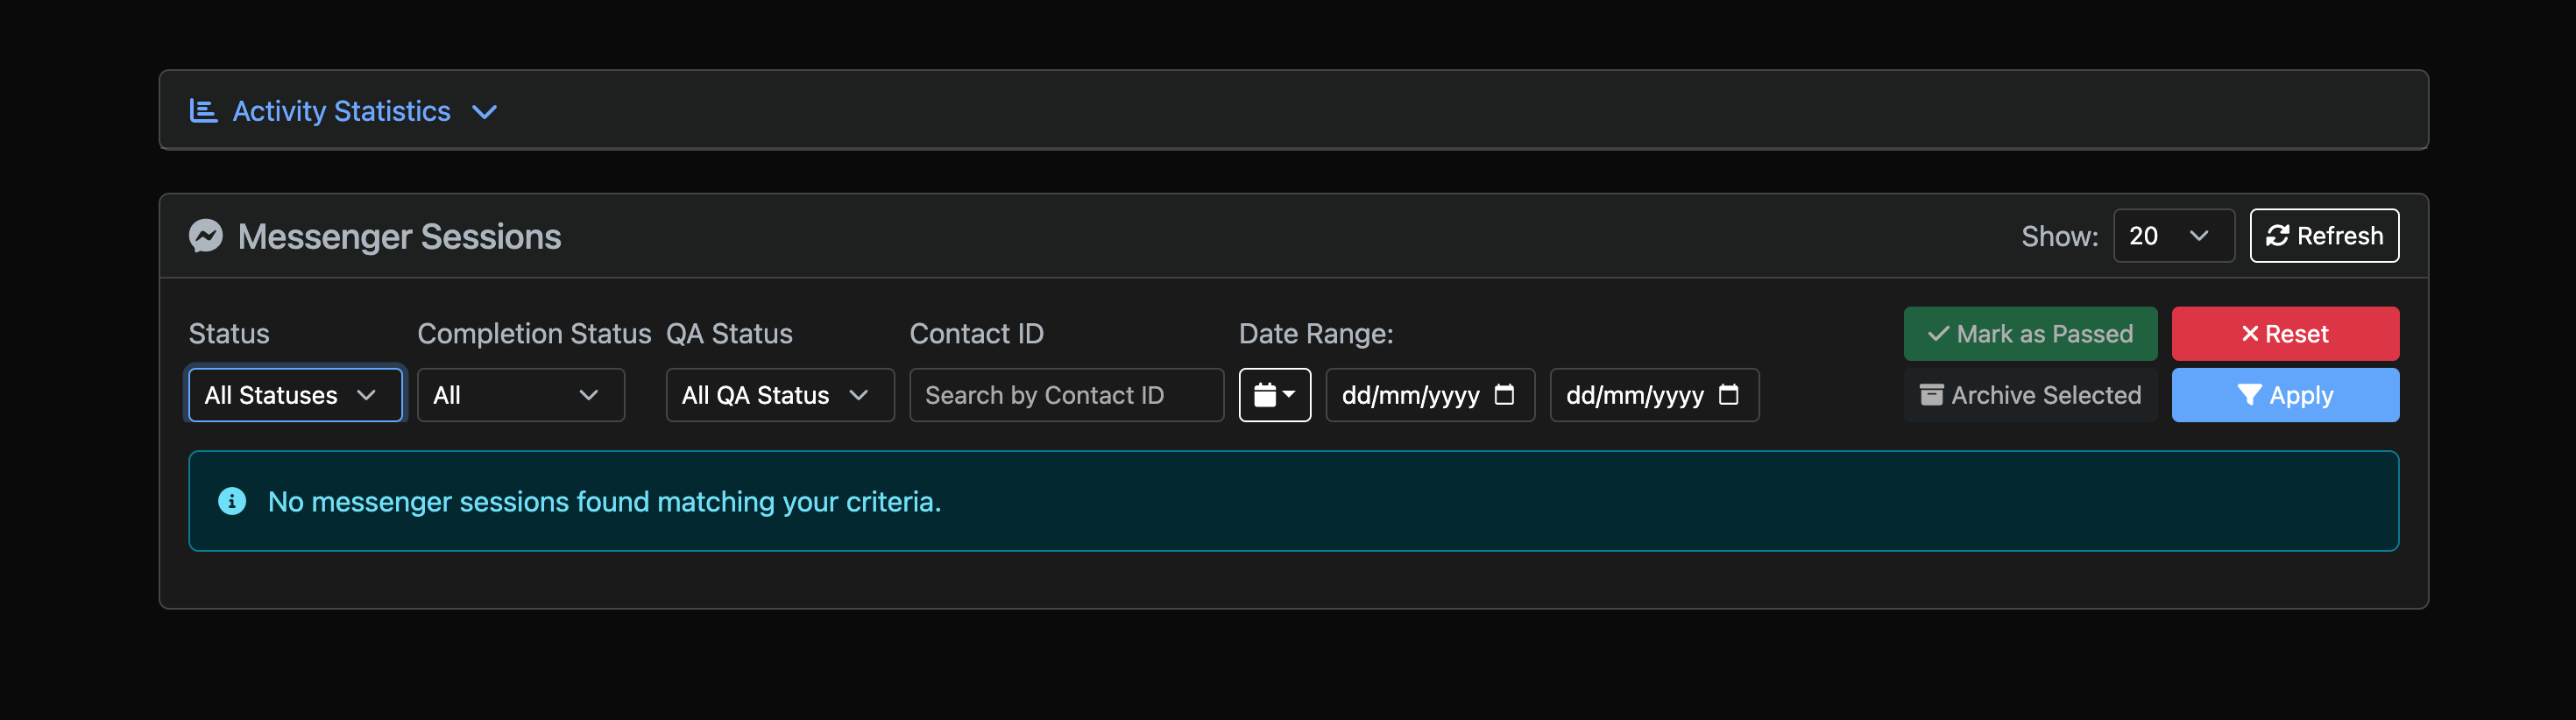 Activity Statistics
Messenger Sessions
Show: 20 Refresh
Status Completion Status QA Status Contact ID Date Range:
Mark as Passed Reset
All Statuses All All QA Status Search by Contact ID dd/mm/yyyy dd/mm/yyyy
Archive Selected Apply
No messenger sessions found matching your criteria.